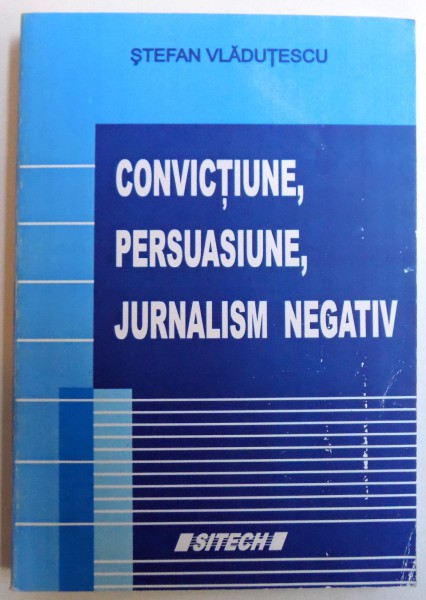 ŞTEFAN VLĂDUŢESCU
CONVICŢIUNE,
PERSUASIUNE,
JURNALISM NEGATIV
SITECH